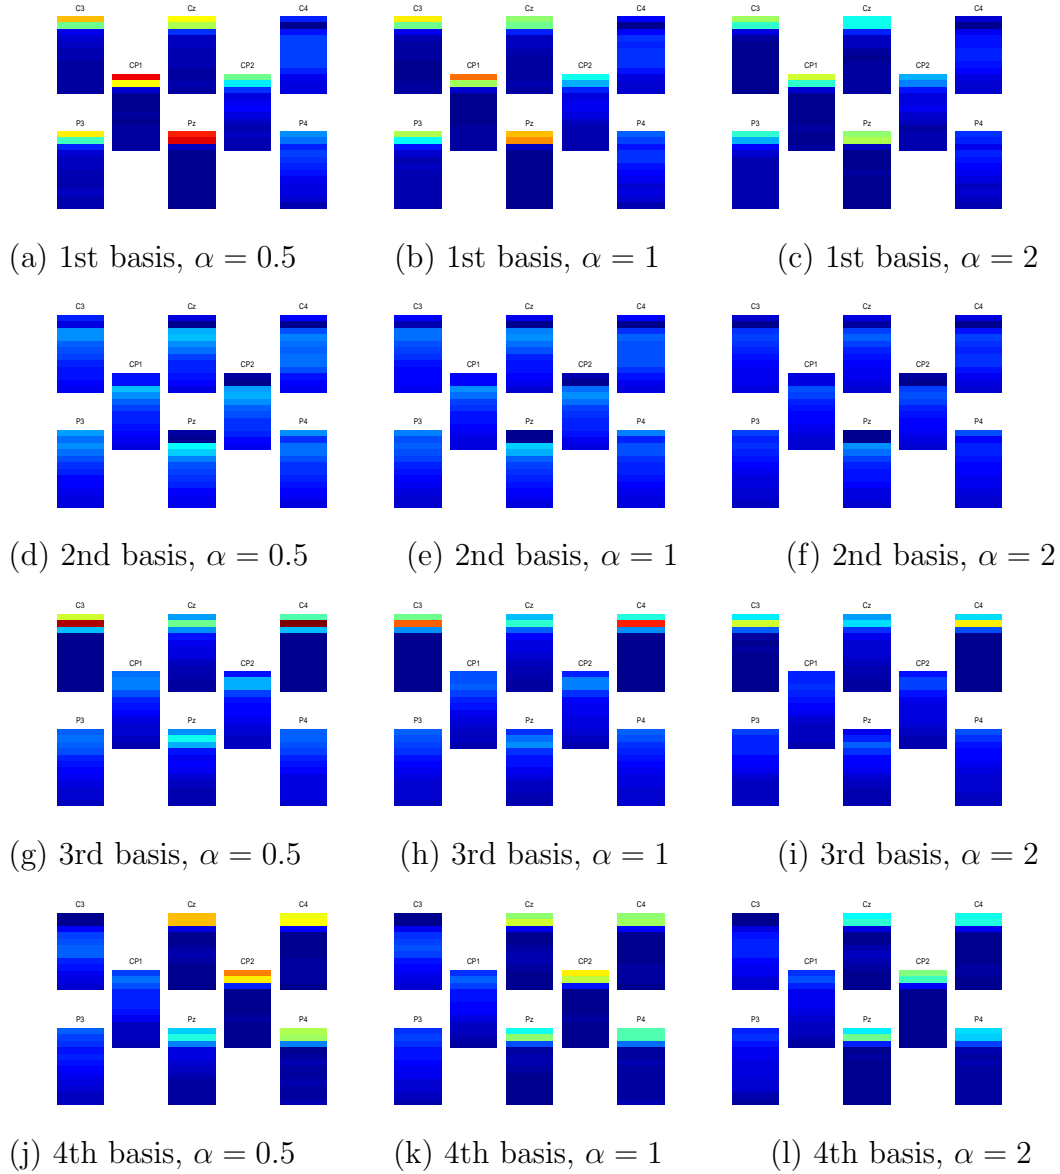 C3 Cz C4 C3 Cz C4 C3 Cz C4
CP1 CP2 CP1 CP2 CP1 CP2
P3 Pz P4 P3 Pz P4 P3 Pz P4
(a) 1st basis, α = 0.5 (b) 1st basis, α = 1 (c) 1st basis, α = 2
C3 Cz C4 C3 Cz C4 C3 Cz C4
CP1 CP2 CP1 CP2 CP1 CP2
P3 Pz P4 P3 Pz P4 P3 Pz P4
(d) 2nd basis, α = 0.5 (e) 2nd basis, α = 1 (f) 2nd basis, α = 2
C3 Cz C4 C3 Cz C4 C3 Cz C4
CP1 CP2 CP1 CP2 CP1 CP2
P3 Pz P4 P3 Pz P4 P3 Pz P4
(g) 3rd basis, α = 0.5 (h) 3rd basis, α = 1 (i) 3rd basis, α = 2
C3 Cz C4 C3 Cz C4 C3 Cz C4
CP1 CP2 CP1 CP2 CP1 CP2
P3 Pz P4 P3 Pz P4 P3 Pz P4
(j) 4th basis, α = 0.5 (k) 4th basis, α = 1 (l) 4th basis, α = 2